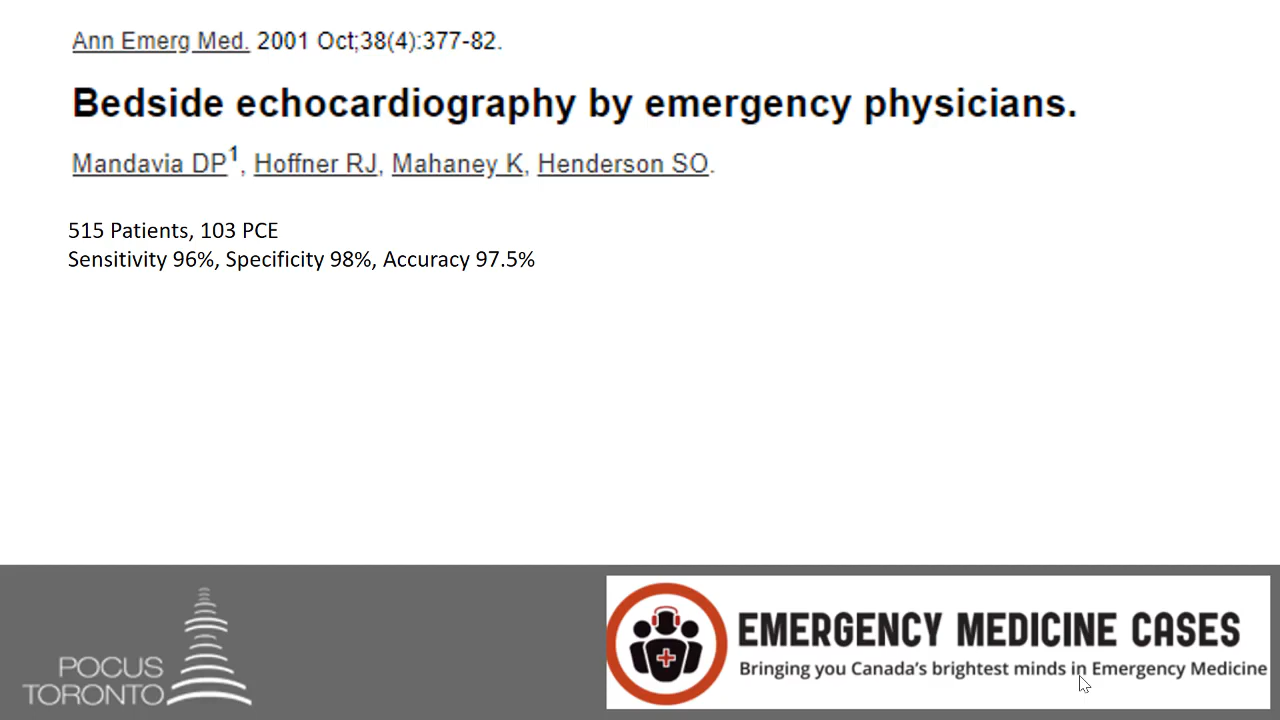 Ann Emerg Med. 2001 Oct;38(4):377-82.
Bedside echocardiography by emergency physicians.
Mandavia DP1, Hoffner RJ, Mahaney K, Henderson SO.
515 Patients, 103 PCE
Sensitivity 96%, Specificity 98%, Accuracy 97.5%
POCUS
TORONTO
EMERGENCY MEDICINE CASES
Bringing you Canada's brightest minds in Emergency Medicine